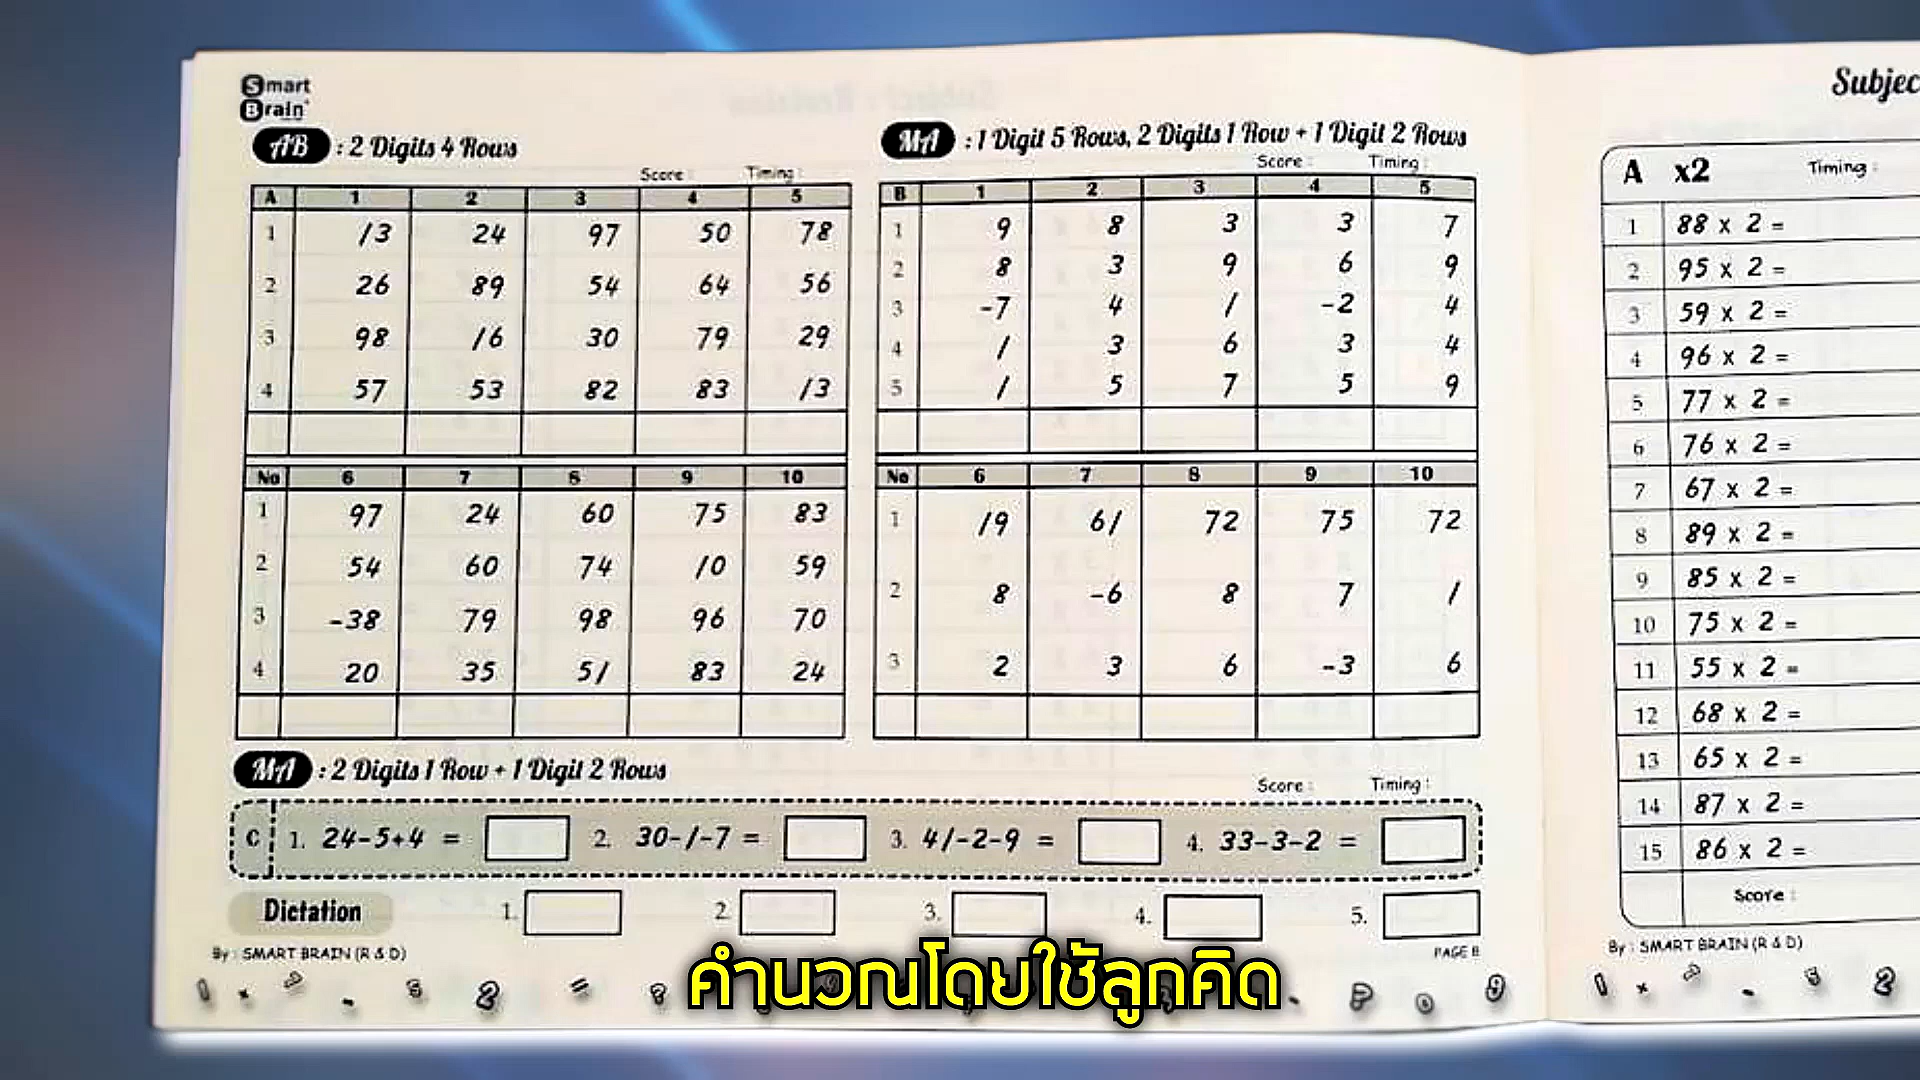 Smart
Brain
AB : 2 Digits 4 Rows
Score : Timing :
A 1 2 3 4 5
1 13 24 97 50 78
2 26 89 54 64 56
3 98 16 30 79 29
4 57 53 82 83 13
No 6 7 8 9 10
1 97 24 60 75 83
2 54 60 74 10 59
3 -38 79 98 96 70
4 20 35 51 83 24
MA : 1 Digit 5 Rows, 2 Digits 1 Row + 1 Digit 2 Rows
Score : Timing :
B 1 2 3 4 5
1 9 8 3 3 7
2 8 3 9 6 9
3 -7 4 1 -2 4
4 1 3 6 3 4
5 1 5 7 5 9
No 6 7 8 9 10
1 19 61 72 75 72
2 8 -6 8 7 1
3 2 3 6 -3 6
MA : 2 Digits 1 Row + 1 Digit 2 Rows
Score : Timing :
C 1. 24-5+4 = 2. 30-1-7 = 3. 41-2-9 = 4. 33-3-2 =
Dictation 1. 2. 3. 4. 5.
By : SMART BRAIN (R & D) PAGE 8
Subjec
A x2 Timing :
1 88 x 2 =
2 95 x 2 =
3 59 x 2 =
4 96 x 2 =
5 77 x 2 =
6 76 x 2 =
7 67 x 2 =
8 89 x 2 =
9 85 x 2 =
10 75 x 2 =
11 55 x 2 =
12 68 x 2 =
13 65 x 2 =
14 87 x 2 =
15 86 x 2 =
Score :
By : SMART BRAIN (R & D)
คำนวณโดยใช้ลูกคิด